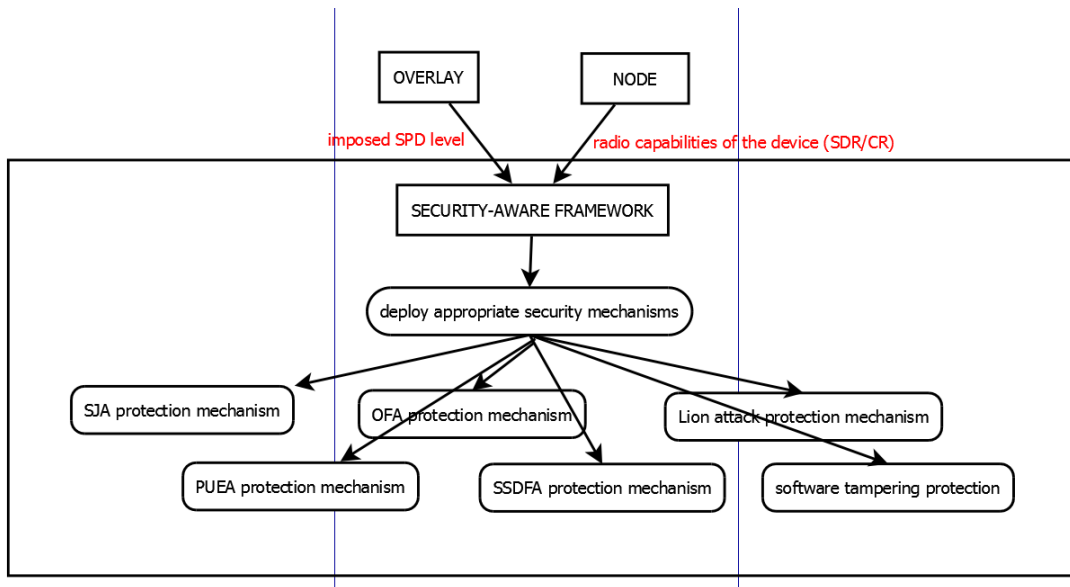 OVERLAY
NODE
imposed SPD level
radio capabilities of the device (SDR/CR)
SECURITY-AWARE FRAMEWORK
deploy appropriate security mechanisms
SJA protection mechanism
OFA protection mechanism
Lion attack protection mechanism
PUEA protection mechanism
SSDFA protection mechanism
software tampering protection